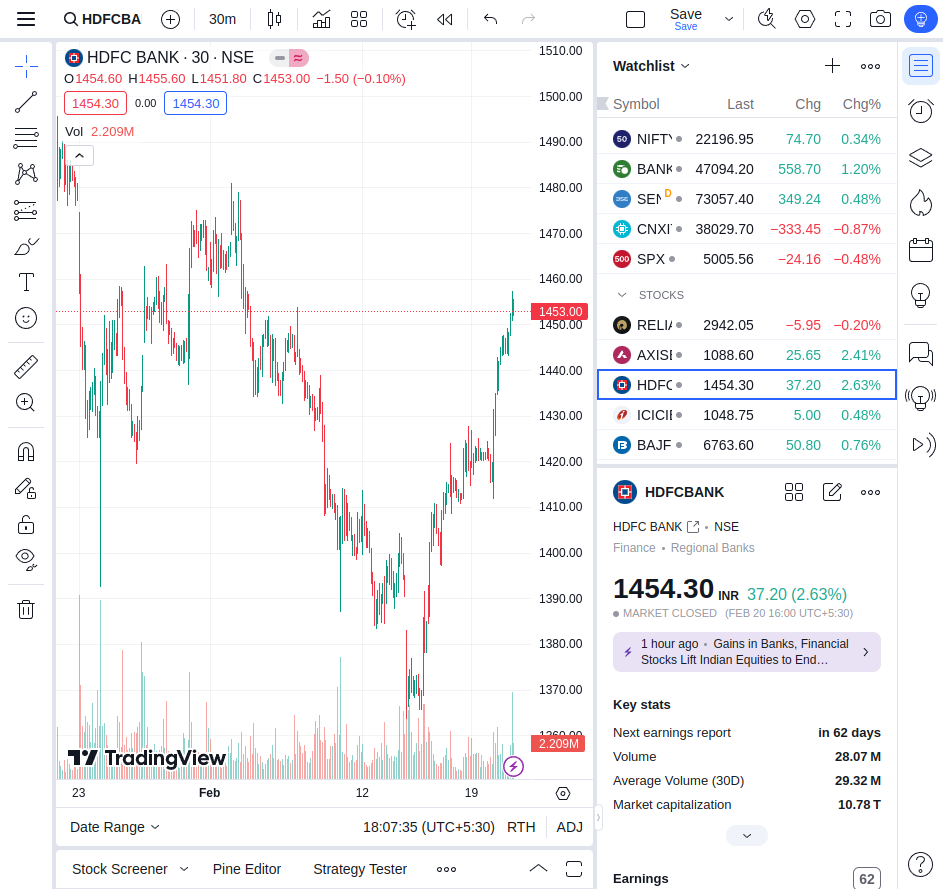 HDFCBA
30m
Save
Save
HDFC BANK · 30 · NSE
O1454.60 H1455.60 L1451.80 C1453.00 −1.50 (−0.10%)
1454.30 0.00 1454.30
Vol 2.209M
1510.00
1500.00
1490.00
1480.00
1470.00
1460.00
1453.00
1450.00
1440.00
1430.00
1420.00
1410.00
1400.00
1390.00
1380.00
1370.00
2.209M
TradingView
23 Feb 12 19
Date Range
18:07:35 (UTC+5:30) RTH ADJ
Stock Screener Pine Editor Strategy Tester
Watchlist
Symbol Last Chg Chg%
50 NIFTY 22196.95 74.70 0.34%
BANK 47094.20 558.70 1.20%
SEN D 73057.40 349.24 0.48%
CNXI 38029.70 −333.45 −0.87%
500 SPX 5005.56 −24.16 −0.48%
STOCKS
RELIA 2942.05 −5.95 −0.20%
AXISE 1088.60 25.65 2.41%
HDFC 1454.30 37.20 2.63%
ICICIE 1048.75 5.00 0.48%
BAJF 6763.60 50.80 0.76%
HDFCBANK
HDFC BANK • NSE
Finance • Regional Banks
1454.30 INR 37.20 (2.63%)
MARKET CLOSED (FEB 20 16:00 UTC+5:30)
1 hour ago • Gains in Banks, Financial
Stocks Lift Indian Equities to End…
Key stats
Next earnings report in 62 days
Volume 28.07 M
Average Volume (30D) 29.32 M
Market capitalization 10.78 T
Earnings 62